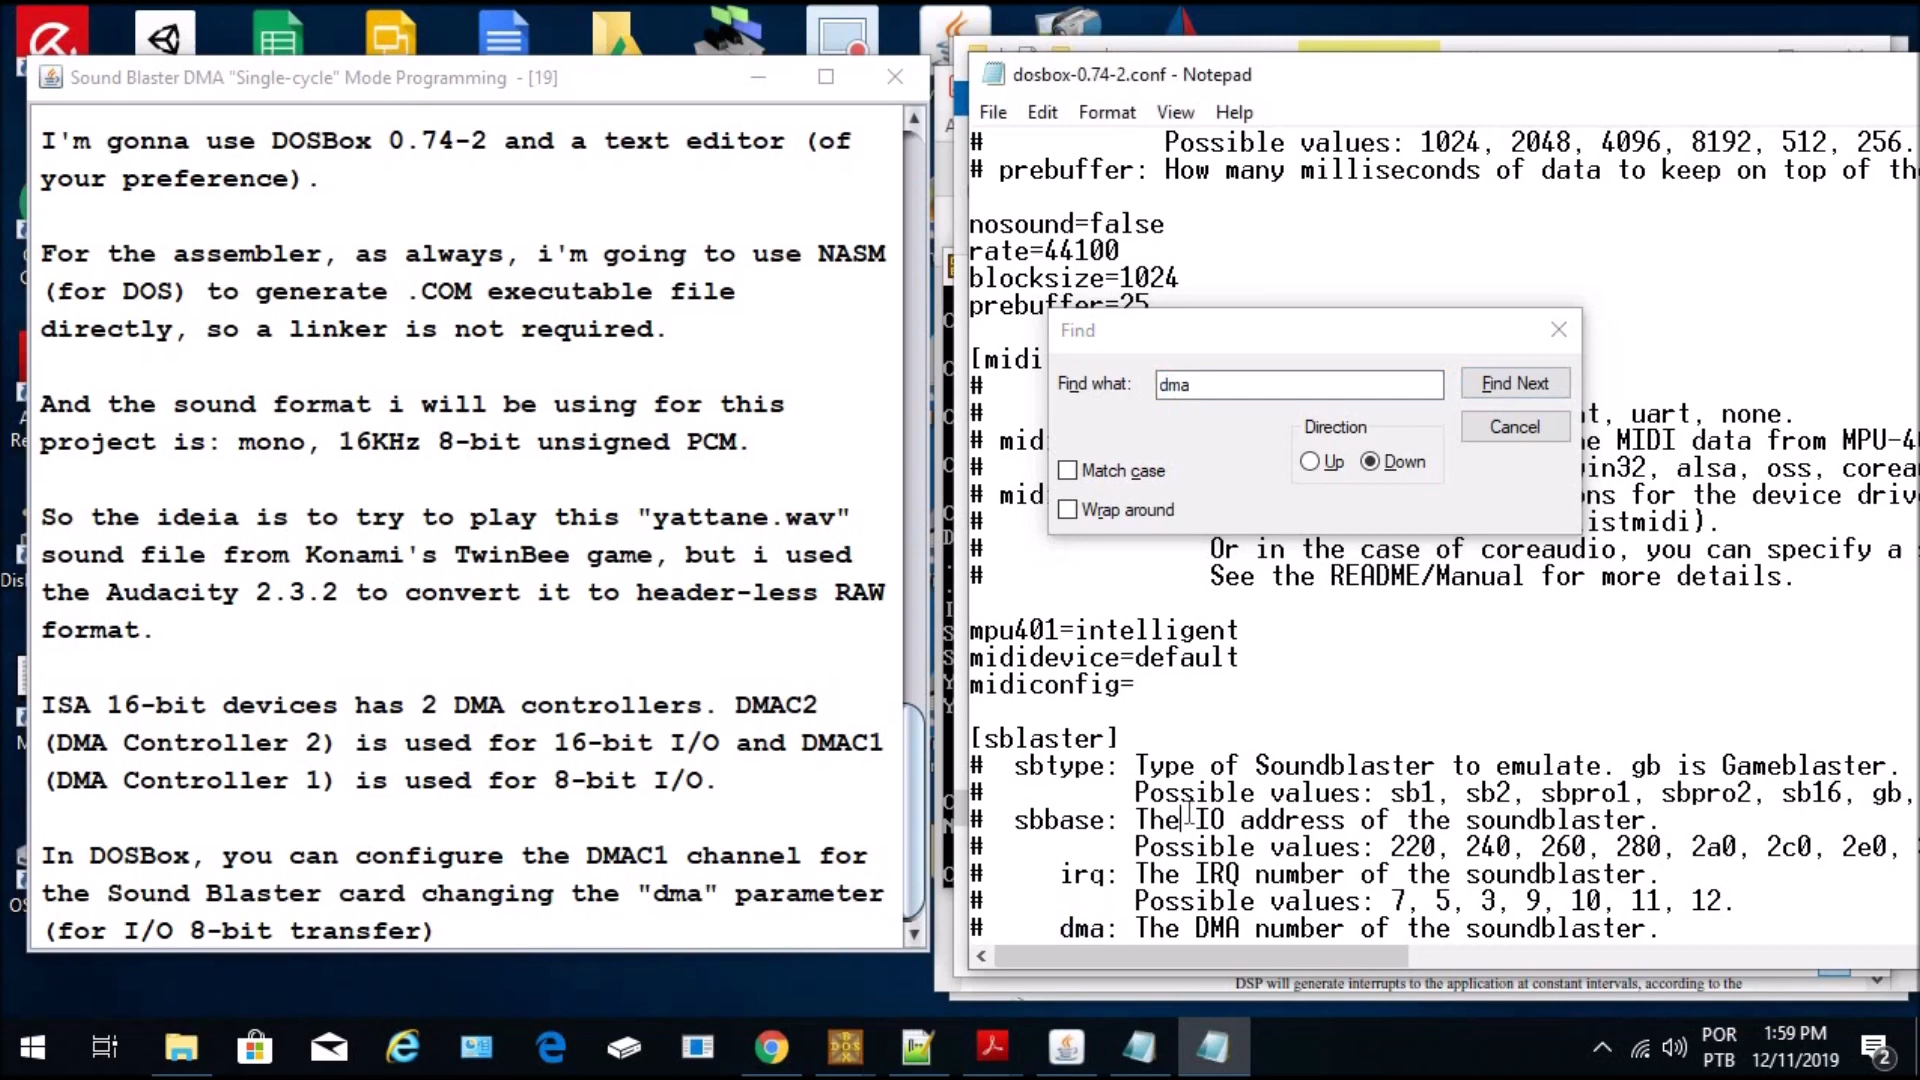 Sound Blaster DMA "Single-cycle" Mode Programming - [19]
I'm gonna use DOSBox 0.74-2 and a text editor (of
your preference).
For the assembler, as always, i'm going to use NASM
(for DOS) to generate .COM executable file
directly, so a linker is not required.
And the sound format i will be using for this
project is: mono, 16KHz 8-bit unsigned PCM.
So the ideia is to try to play this "yattane.wav"
sound file from Konami's TwinBee game, but i used
the Audacity 2.3.2 to convert it to header-less RAW
format.
ISA 16-bit devices has 2 DMA controllers. DMAC2
(DMA Controller 2) is used for 16-bit I/O and DMAC1
(DMA Controller 1) is used for 8-bit I/O.
In DOSBox, you can configure the DMAC1 channel for
the Sound Blaster card changing the "dma" parameter
(for I/O 8-bit transfer)
dosbox-0.74-2.conf - Notepad
File Edit Format View Help
# Possible values: 1024, 2048, 4096, 8192, 512, 256.
# prebuffer: How many milliseconds of data to keep on top of th
nosound=false
rate=44100
blocksize=1024
prebuffer=25
[midi
#
# t, uart, none.
# mid e MIDI data from MPU-4
# in32, alsa, oss, corea
# mid ns for the device driv
# istmidi).
# Or in the case of coreaudio, you can specify a
# See the README/Manual for more details.
mpu401=intelligent
mididevice=default
midiconfig=
[sblaster]
# sbtype: Type of Soundblaster to emulate. gb is Gameblaster.
# Possible values: sb1, sb2, sbpro1, sbpro2, sb16, gb,
# sbbase: The IO address of the soundblaster.
# Possible values: 220, 240, 260, 280, 2a0, 2c0, 2e0,
# irq: The IRQ number of the soundblaster.
# Possible values: 7, 5, 3, 9, 10, 11, 12.
# dma: The DMA number of the soundblaster.
Find
Find what: dma
Find Next
Direction
Cancel
Up Down
Match case
Wrap around
DSP will generate interrupts to the application at constant intervals, according to the
POR
PTB
1:59 PM
12/11/2019
2